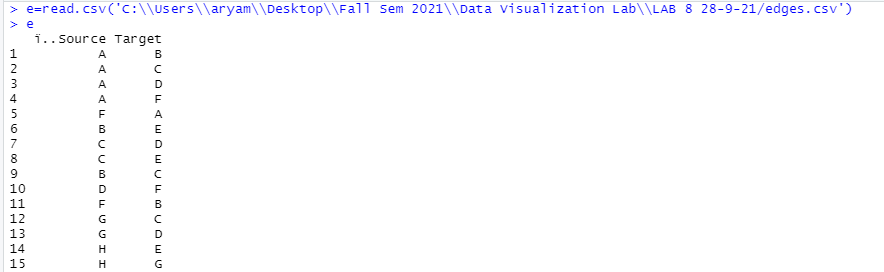 > e=read.csv('C:\\Users\\aryam\\Desktop\\Fall Sem 2021\\Data Visualization Lab\\LAB 8 28-9-21/edges.csv')
> e
   ï..Source Target
1          A      B
2          A      C
3          A      D
4          A      F
5          F      A
6          B      E
7          C      D
8          C      E
9          B      C
10         D      F
11         F      B
12         G      C
13         G      D
14         H      E
15         H      G